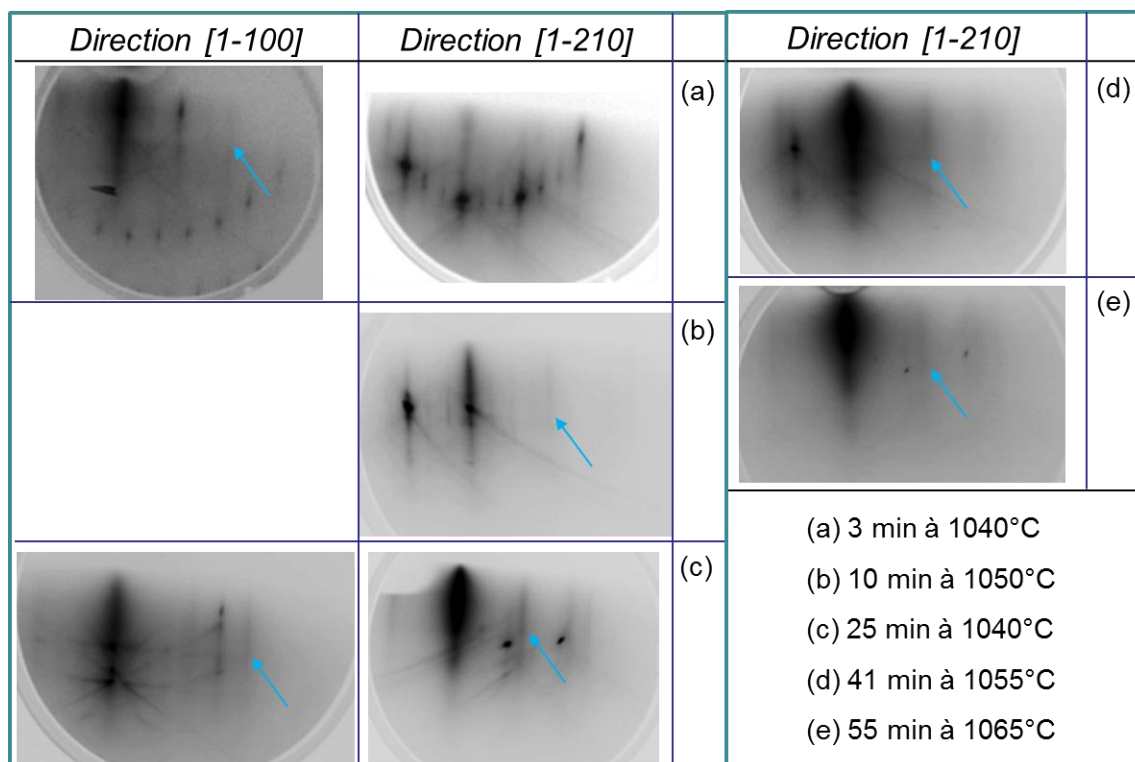 Direction [1-100]
Direction [1-210]
(a)
(b)
(c)
Direction [1-210]
(d)
(e)
(a) 3 min à 1040°C
(b) 10 min à 1050°C
(c) 25 min à 1040°C
(d) 41 min à 1055°C
(e) 55 min à 1065°C